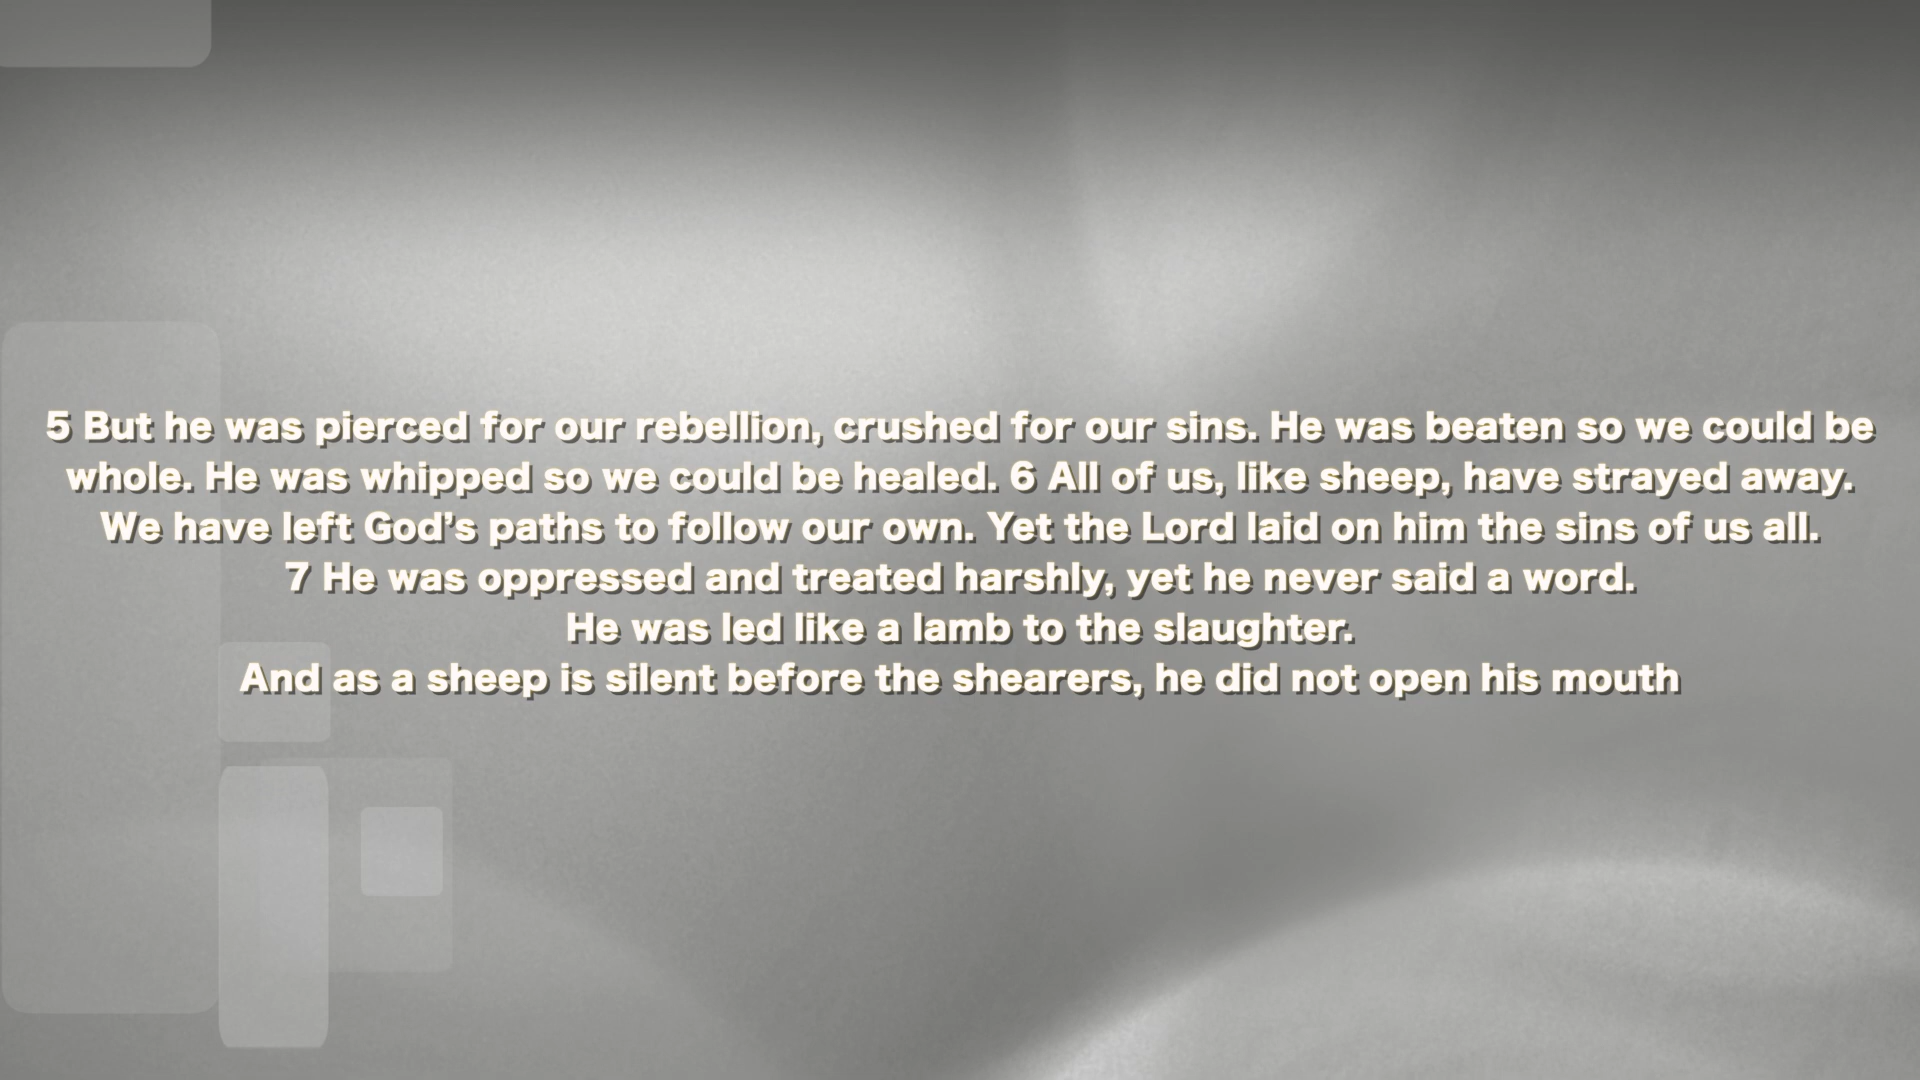 5 But he was pierced for our rebellion, crushed for our sins. He was beaten so we could be
whole. He was whipped so we could be healed. 6 All of us, like sheep, have strayed away.
We have left God’s paths to follow our own. Yet the Lord laid on him the sins of us all.
7 He was oppressed and treated harshly, yet he never said a word.
He was led like a lamb to the slaughter.
And as a sheep is silent before the shearers, he did not open his mouth